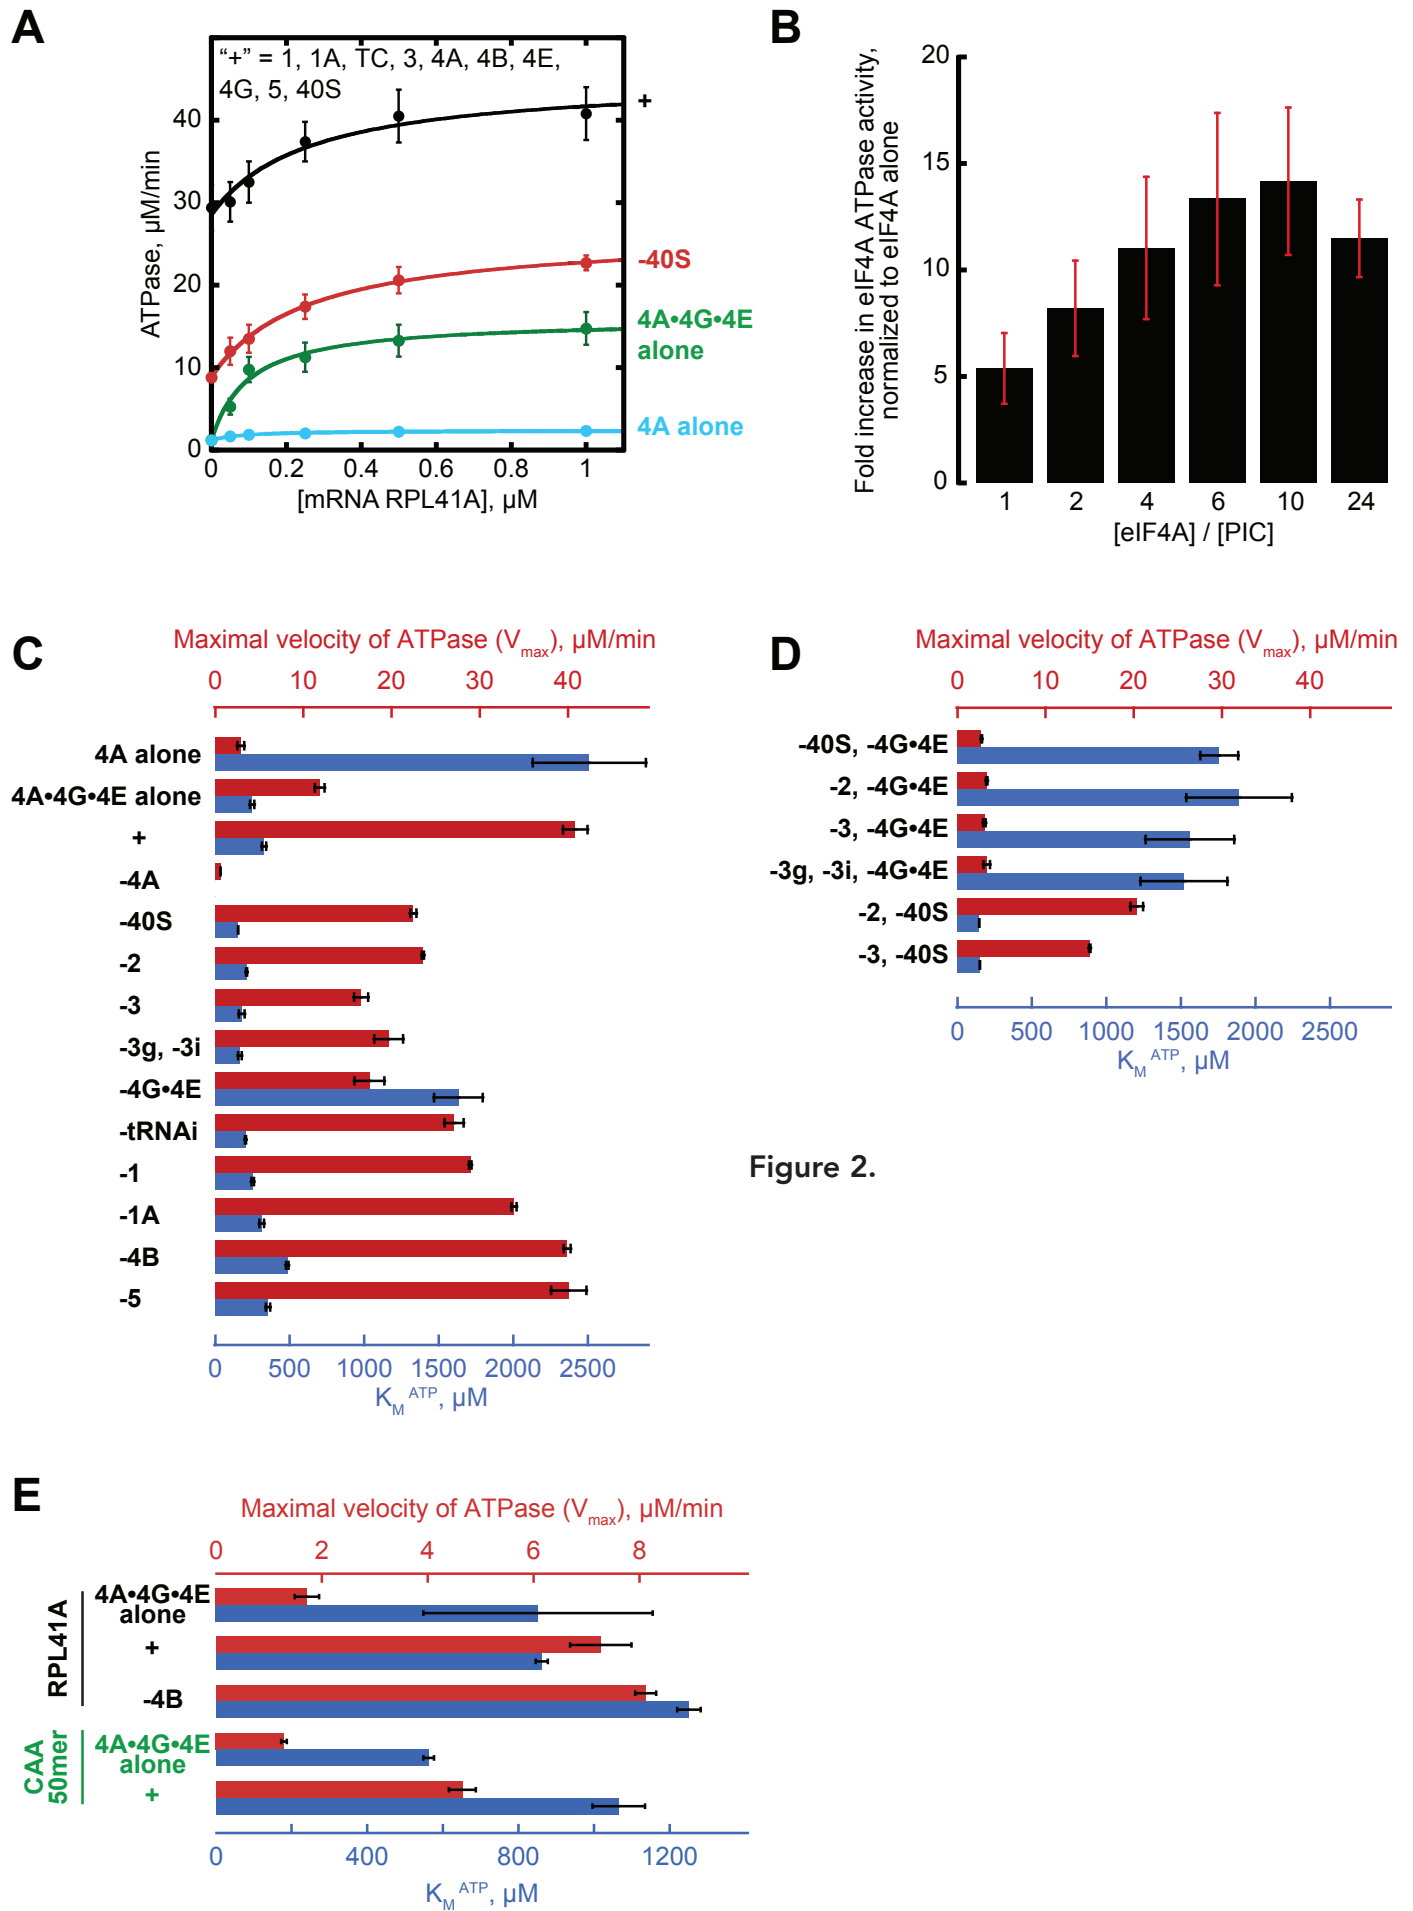 A
"+" = 1, 1A, TC, 3, 4A, 4B, 4E,
4G, 5, 40S
ATPase, µM/min
40
30
20
10
0
+
-40S
4A•4G•4E
alone
4A alone
0 0.2 0.4 0.6 0.8 1
[mRNA RPL41A], µM
B
Fold increase in eIF4A ATPase activity,
normalized to eIF4A alone
20
15
10
5
0
1 2 4 6 10 24
[eIF4A] / [PIC]
C
Maximal velocity of ATPase (Vmax), µM/min
0 10 20 30 40
4A alone
4A•4G•4E alone
+
-4A
-40S
-2
-3
-3g, -3i
-4G•4E
-tRNAi
-1
-1A
-4B
-5
0 500 1000 1500 2000 2500
KM ATP, µM
D
Maximal velocity of ATPase (Vmax), µM/min
0 10 20 30 40
-40S, -4G•4E
-2, -4G•4E
-3, -4G•4E
-3g, -3i, -4G•4E
-2, -40S
-3, -40S
0 500 1000 1500 2000 2500
KM ATP, µM
Figure 2.
E
Maximal velocity of ATPase (Vmax), µM/min
0 2 4 6 8
RPL41A
4A•4G•4E
alone
+
-4B
CAA
50mer
4A•4G•4E
alone
+
0 400 800 1200
KM ATP, µM